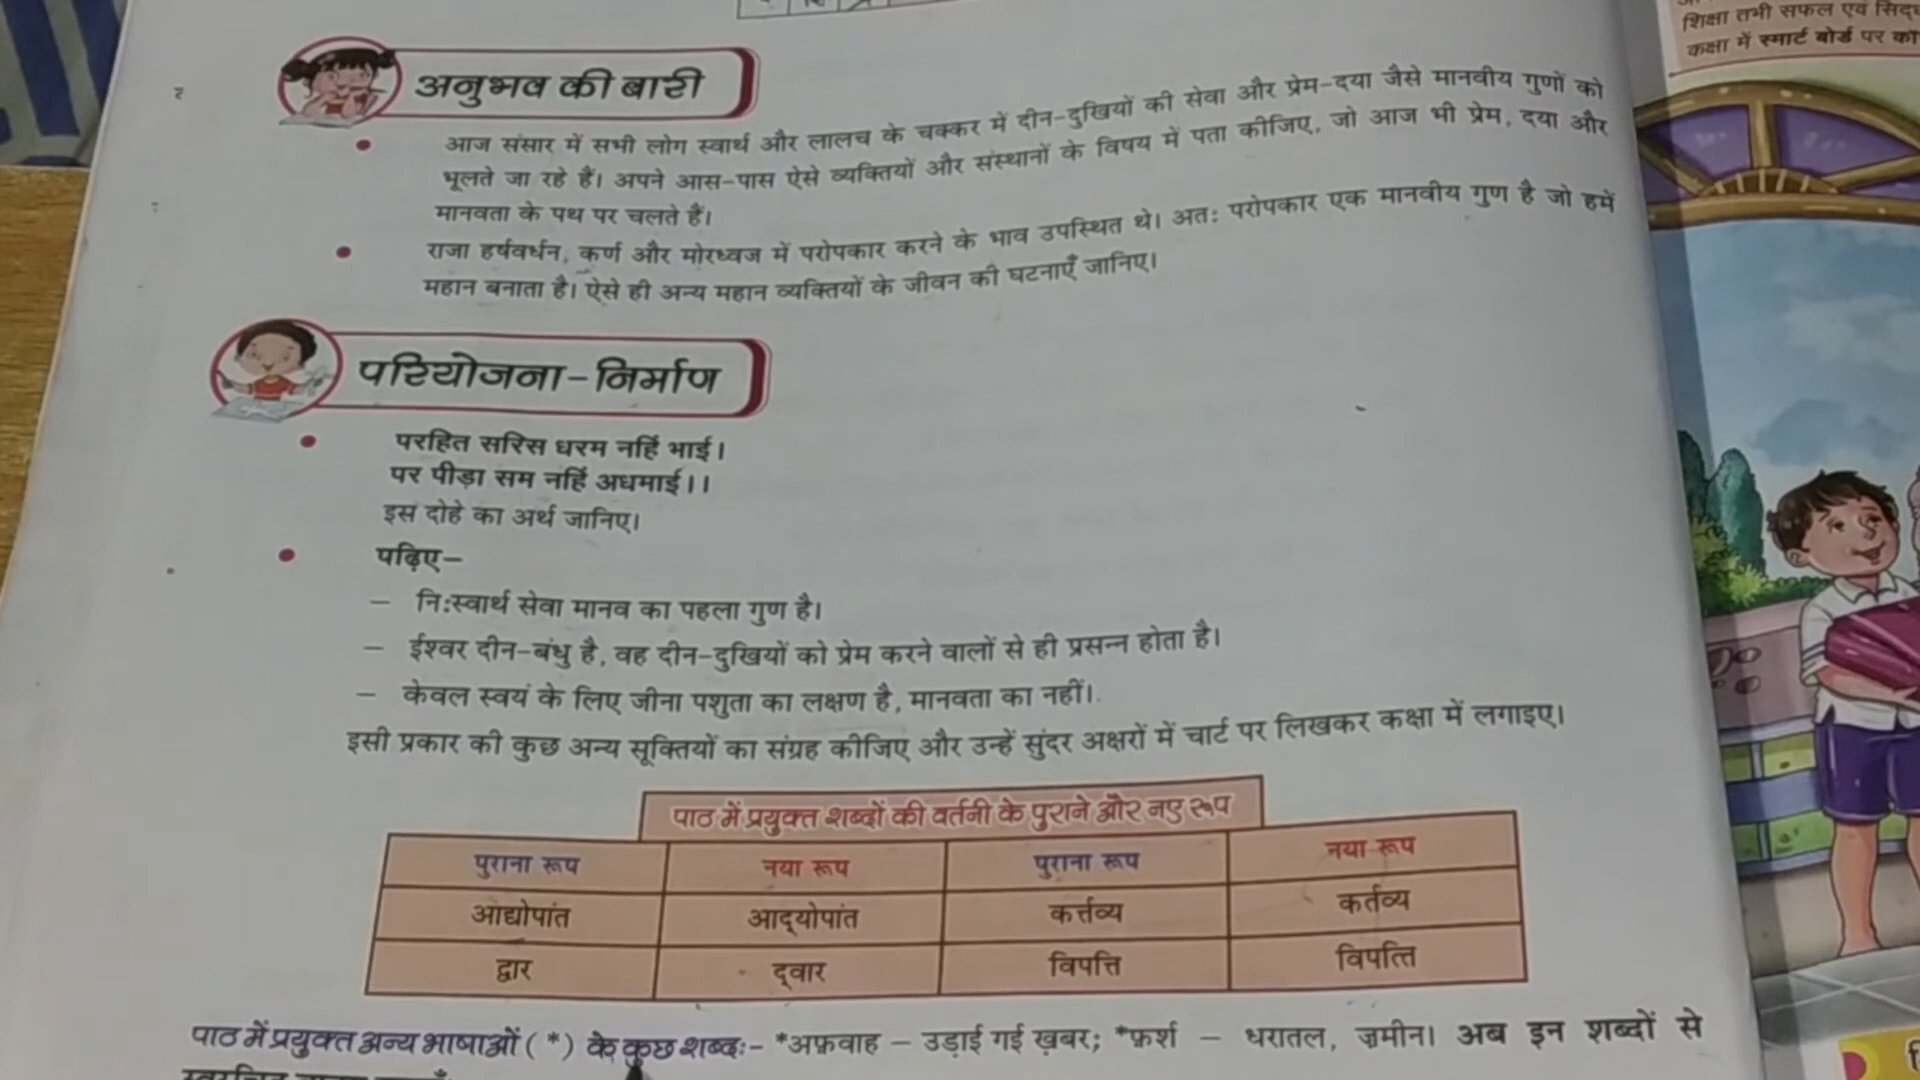 शिक्षा तभी सफल एवं
कक्षा में स्मार्ट बोर्ड पर
अनुभव की बारी
• आज संसार में सभी लोग स्वार्थ और लालच के चक्कर में दीन-दुखियों की सेवा और प्रेम-दया जैसे मानवीय गुणों को
भूलते जा रहे हैं। अपने आस-पास ऐसे व्यक्तियों और संस्थानों के विषय में पता कीजिए, जो आज भी प्रेम, दया और
मानवता के पथ पर चलते हैं।
• राजा हर्षवर्धन, कर्ण और मोरध्वज में परोपकार करने के भाव उपस्थित थे। अतः परोपकार एक मानवीय गुण है जो हमें
महान बनाता है। ऐसे ही अन्य महान व्यक्तियों के जीवन की घटनाएँ जानिए।
परियोजना-निर्माण
• परहित सरिस धरम नहिं भाई।
पर पीड़ा सम नहिं अधमाई।।
इस दोहे का अर्थ जानिए।
• पढ़िए–
– नि:स्वार्थ सेवा मानव का पहला गुण है।
– ईश्वर दीन-बंधु है, वह दीन-दुखियों को प्रेम करने वालों से ही प्रसन्न होता है।
– केवल स्वयं के लिए जीना पशुता का लक्षण है, मानवता का नहीं।
इसी प्रकार की कुछ अन्य सूक्तियों का संग्रह कीजिए और उन्हें सुंदर अक्षरों में चार्ट पर लिखकर कक्षा में लगाइए।
पाठ में प्रयुक्त शब्दों की वर्तनी के पुराने और नए रूप
पुराना रूप नया रूप पुराना रूप नया रूप
आद्योपांत आद्‌योपांत कर्त्तव्य कर्तव्य
द्वार द्‌वार विपत्ति विपत्‍ति
पाठ में प्रयुक्त अन्य भाषाओं (*) के कुछ शब्द:- *अफ़वाह – उड़ाई गई ख़बर; *फ़र्श – धरातल, ज़मीन। अब इन शब्दों से